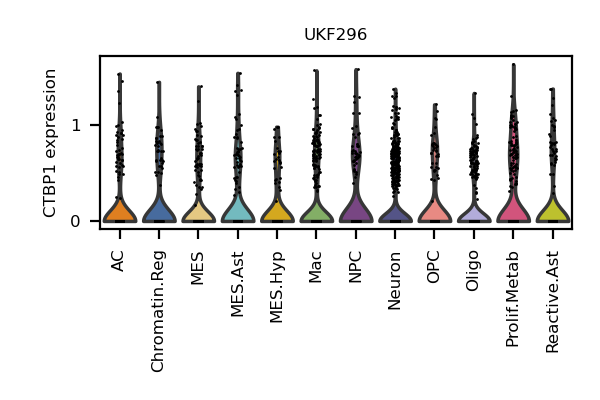 UKF296
CTBP1 expression
1
0
AC
Chromatin.Reg
MES
MES.Ast
MES.Hyp
Mac
NPC
Neuron
OPC
Oligo
Prolif.Metab
Reactive.Ast